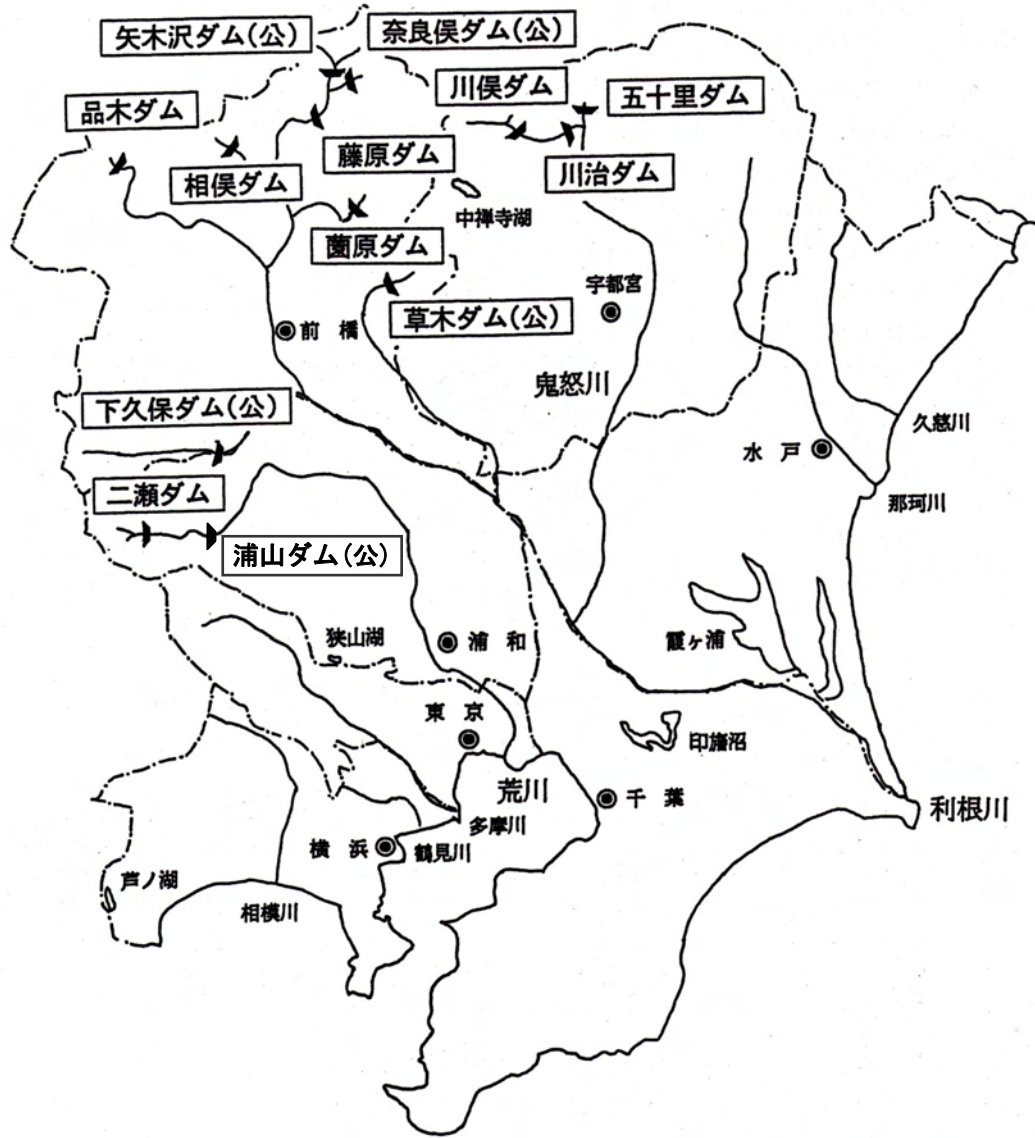 矢木沢ダム(公)
奈良俣ダム(公)
川俣ダム
五十里ダム
品木ダム
藤原ダム
相俣ダム
川治ダム
中禅寺湖
薗原ダム
宇都宮
草木ダム(公)
前橋
鬼怒川
下久保ダム(公)
久慈川
水戸
二瀬ダム
那珂川
浦山ダム(公)
狭山湖
浦和
霞ヶ浦
東京
印旛沼
荒川
千葉
利根川
多摩川
横浜
鶴見川
芦ノ湖
相模川